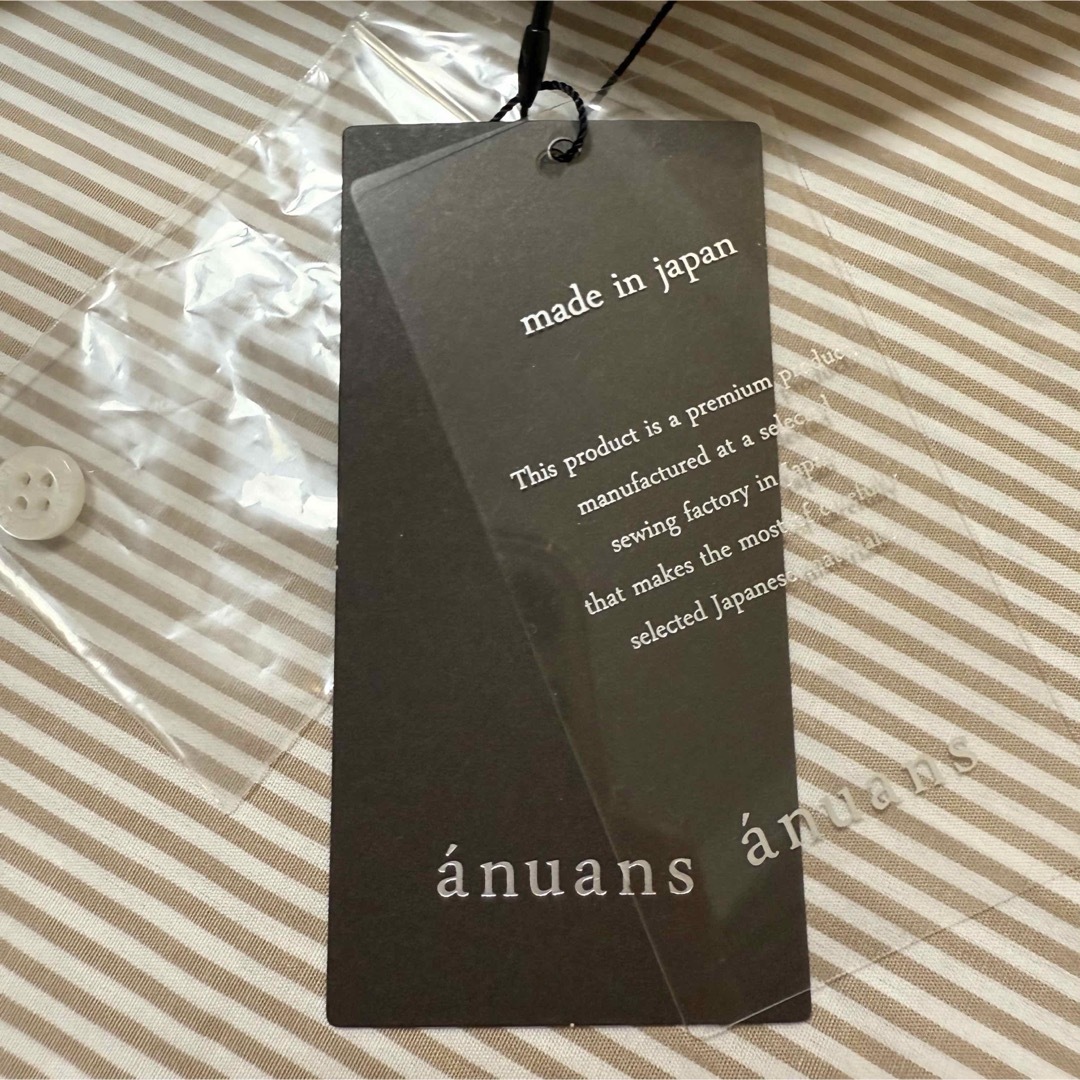 made in japan
This product is a premium
manufactured at a selected
sewing factory in Japan
that makes the most of
selected Japanese
ánuans
ánuans